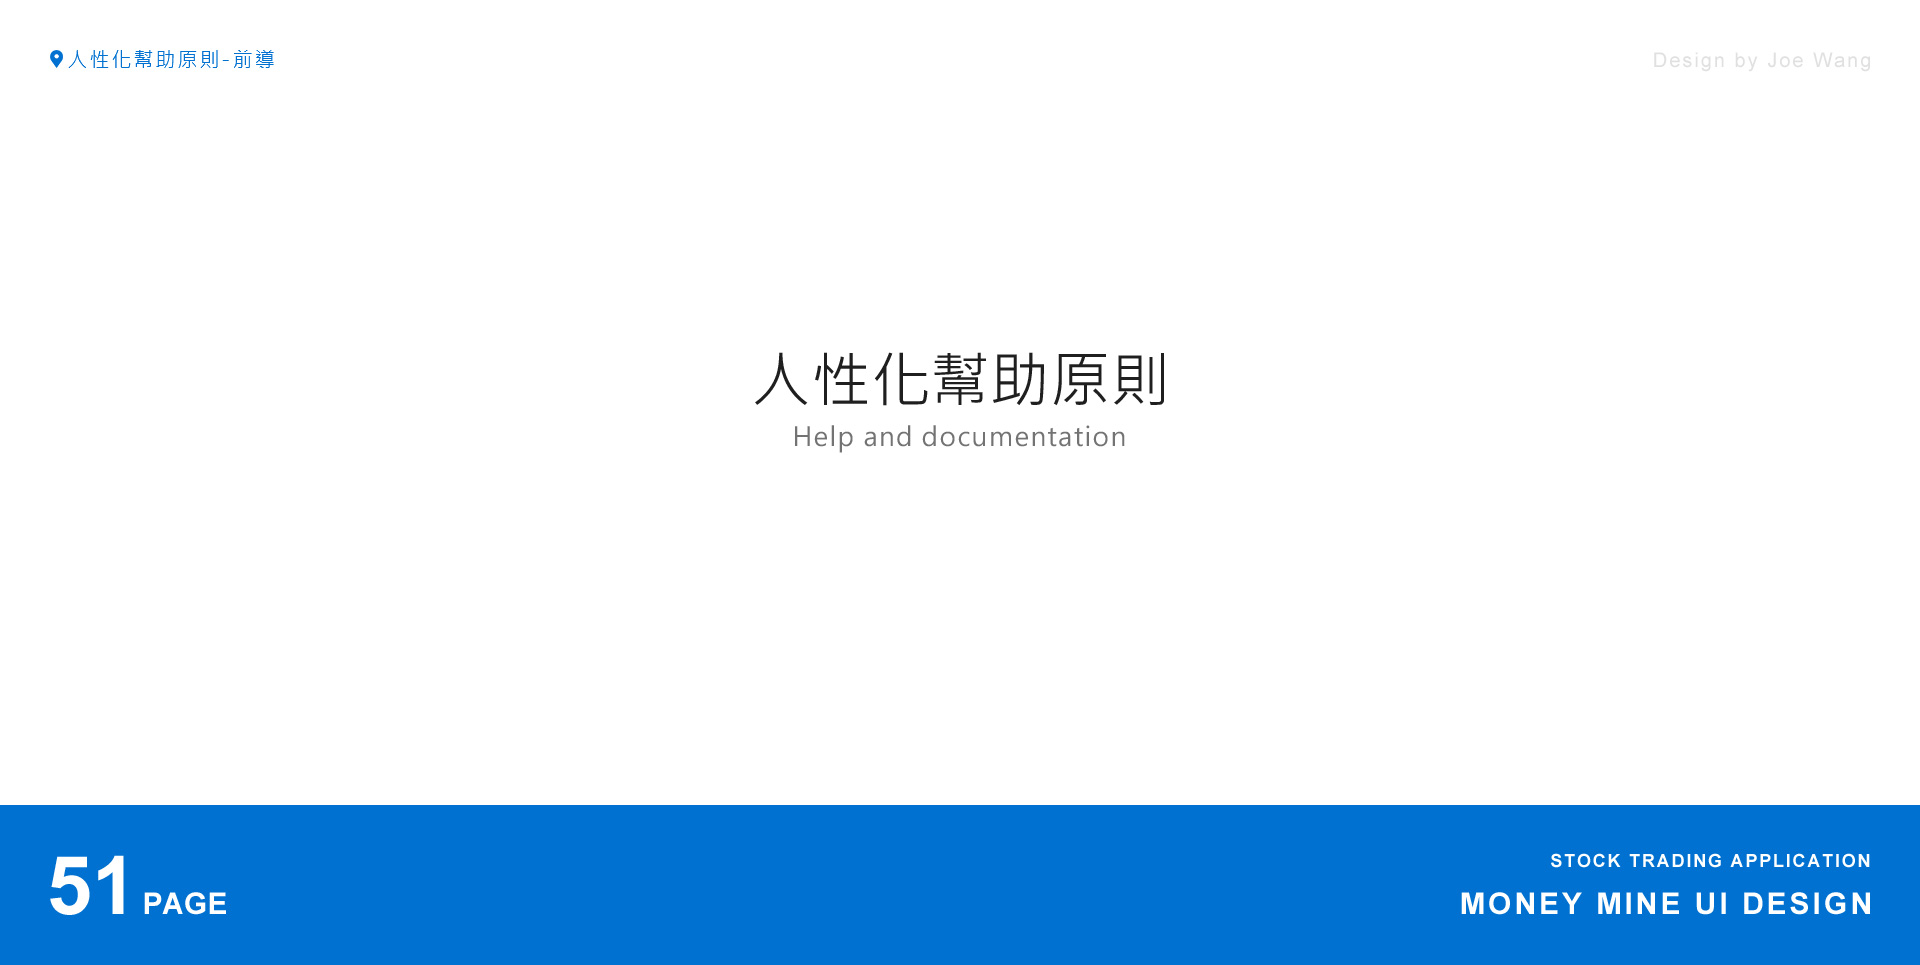 人性化幫助原則-前導
Design by Joe Wang
人性化幫助原則
Help and documentation
51 PAGE
STOCK TRADING APPLICATION
MONEY MINE UI DESIGN